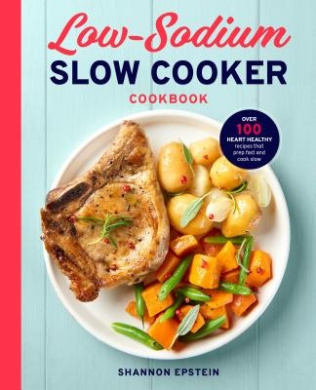 Low-Sodium
SLOW COOKER
COOKBOOK
OVER
100
HEART HEALTHY
recipes that
prep fast and
cook slow
SHANNON EPSTEIN